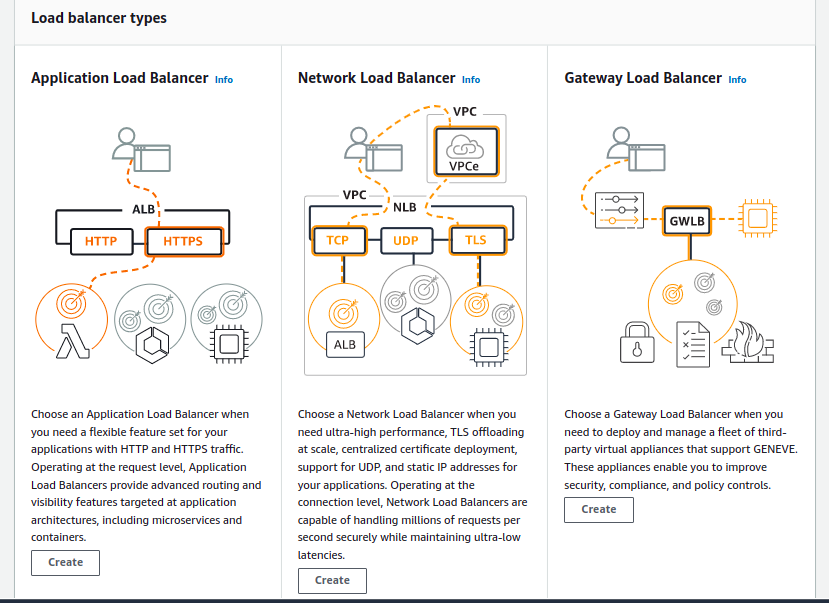 Load balancer types
Application Load Balancer Info
ALB
HTTP
HTTPS
Choose an Application Load Balancer when
you need a flexible feature set for your
applications with HTTP and HTTPS traffic.
Operating at the request level, Application
Load Balancers provide advanced routing and
visibility features targeted at application
architectures, including microservices and
containers.
Create
Network Load Balancer Info
VPC
VPCe
VPC
NLB
TCP
UDP
TLS
ALB
Choose a Network Load Balancer when you
need ultra-high performance, TLS offloading
at scale, centralized certificate deployment,
support for UDP, and static IP addresses for
your applications. Operating at the
connection level, Network Load Balancers are
capable of handling millions of requests per
second securely while maintaining ultra-low
latencies.
Create
Gateway Load Balancer Info
GWLB
Choose a Gateway Load Balancer when you
need to deploy and manage a fleet of third-
party virtual appliances that support GENEVE.
These appliances enable you to improve
security, compliance, and policy controls.
Create